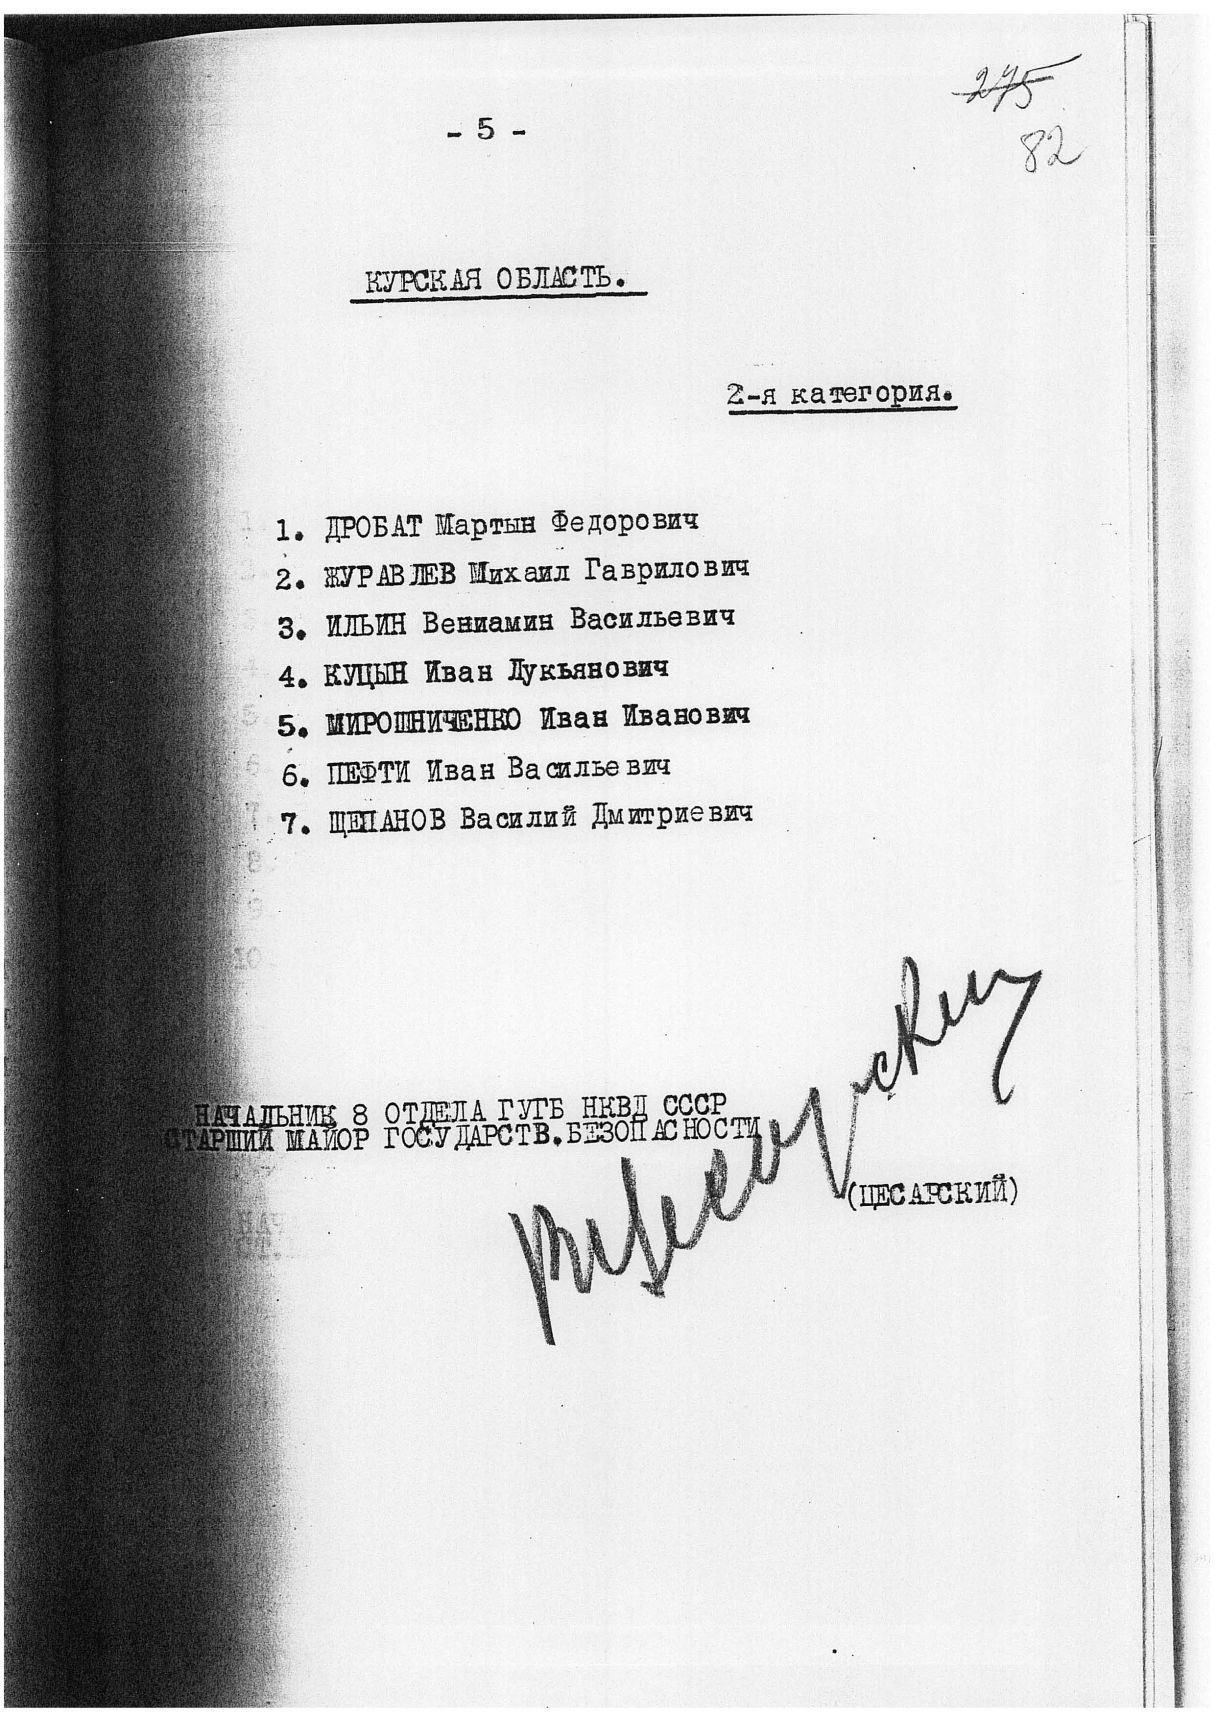 275
82
- 5 -
КУРСКАЯ ОБЛАСТЬ.
2-я категория.
1. ДРОБАТ Мартын Федорович
2. ЖУРАВЛЕВ Михаил Гаврилович
3. ИЛЬИН Вениамин Васильевич
4. КУЦЫН Иван Лукьянович
5. МИРОШНИЧЕНКО Иван Иванович
6. ПЕФТИ Иван Васильевич
7. ЩЕПАНОВ Василий Дмитриевич
НАЧАЛЬНИК 8 ОТДЕЛА ГУГБ НКВД СССР
СТАРШИЙ МАЙОР ГОСУДАРСТВ.БЕЗОПАСНОСТИ
(ЦЕСАРСКИЙ)